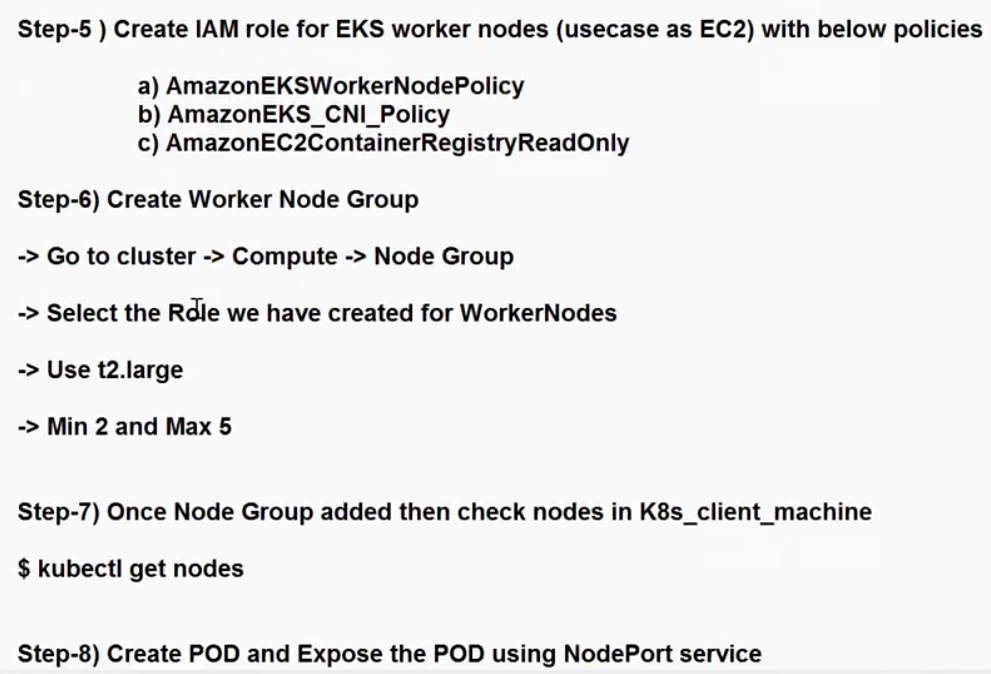 Step-5 ) Create IAM role for EKS worker nodes (usecase as EC2) with below policies
a) AmazonEKSWorkerNodePolicy
b) AmazonEKS_CNI_Policy
c) AmazonEC2ContainerRegistryReadOnly
Step-6) Create Worker Node Group
-> Go to cluster -> Compute -> Node Group
-> Select the Role we have created for WorkerNodes
-> Use t2.large
-> Min 2 and Max 5
Step-7) Once Node Group added then check nodes in K8s_client_machine
$ kubectl get nodes
Step-8) Create POD and Expose the POD using NodePort service